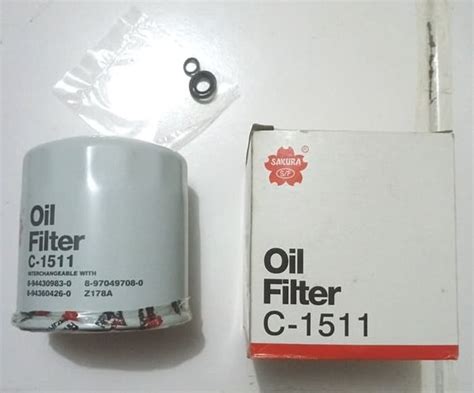 Oil
Filter
C-1511
INTERCHANGEABLE WITH
8-94430983-0 8-97049708-0
8-94360426-0 Z178A
SAKURA
S/F
Oil
Filter
C-1511